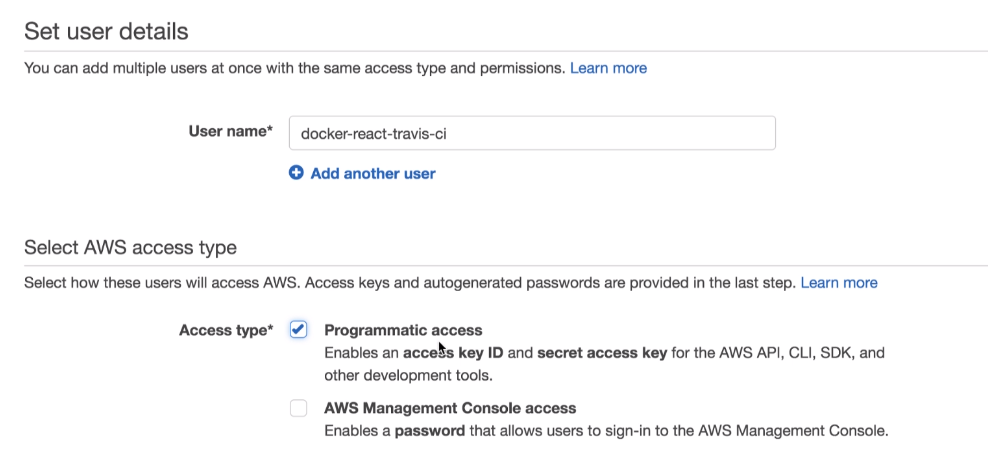 Set user details
You can add multiple users at once with the same access type and permissions. Learn more
User name* docker-react-travis-ci
Add another user
Select AWS access type
Select how these users will access AWS. Access keys and autogenerated passwords are provided in the last step. Learn more
Access type* Programmatic access
Enables an access key ID and secret access key for the AWS API, CLI, SDK, and
other development tools.
AWS Management Console access
Enables a password that allows users to sign-in to the AWS Management Console.